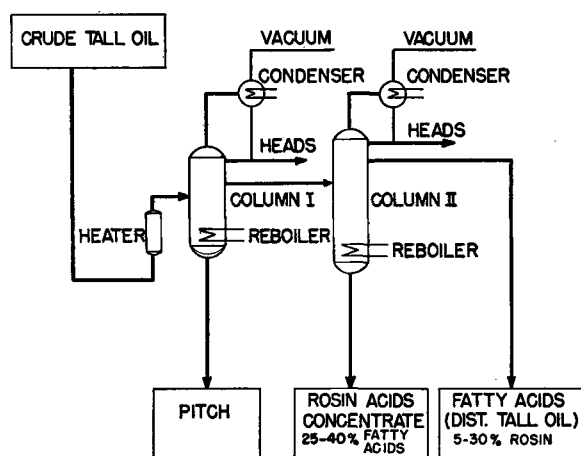 CRUDE TALL OIL
VACUUM
CONDENSER
HEADS
COLUMN I
HEATER
REBOILER
VACUUM
CONDENSER
HEADS
COLUMN II
REBOILER
PITCH
ROSIN ACIDS
CONCENTRATE
25-40% FATTY
ACIDS
FATTY ACIDS
(DIST. TALL OIL)
5-30% ROSIN